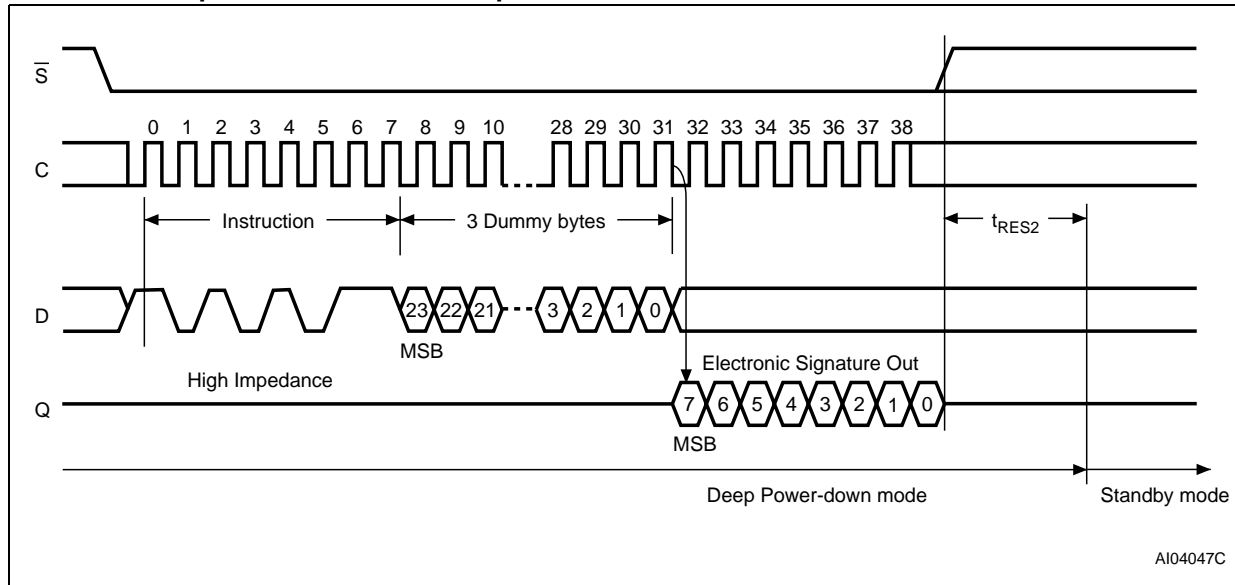 S
0 1 2 3 4 5 6 7 8 9 10 28 29 30 31 32 33 34 35 36 37 38
C
Instruction 3 Dummy bytes tRES2
D 23 22 21 3 2 1 0
MSB
High Impedance Electronic Signature Out
Q 7 6 5 4 3 2 1 0
MSB
Deep Power-down mode Standby mode
AI04047C